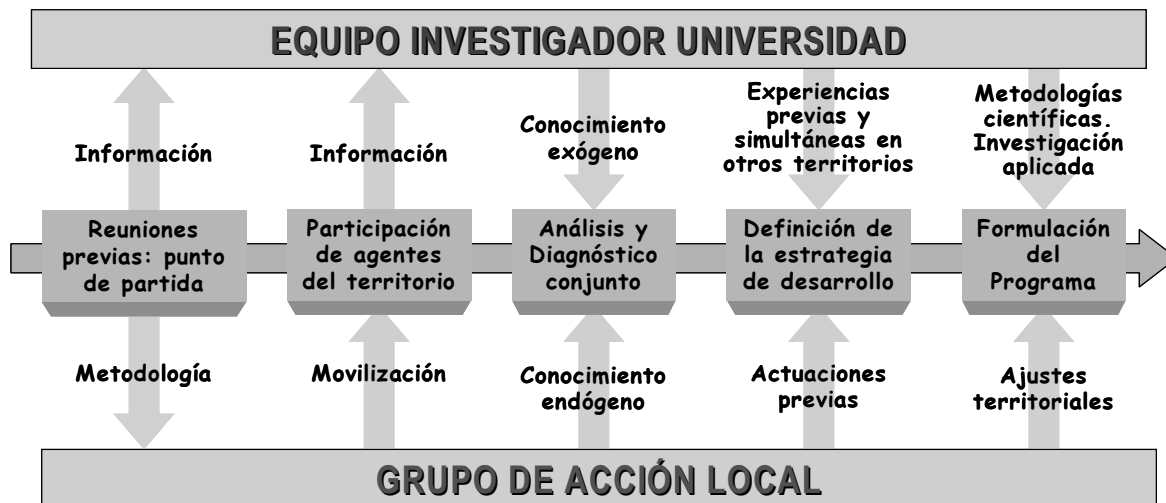 EQUIPO INVESTIGADOR UNIVERSIDAD
Información
Información
Conocimiento
exógeno
Experiencias
previas y
simultáneas en
otros territorios
Metodologías
científicas.
Investigación
aplicada
Reuniones
previas: punto
de partida
Participación
de agentes
del territorio
Análisis y
Diagnóstico
conjunto
Definición de
la estrategia
de desarrollo
Formulación
del
Programa
Metodología
Movilización
Conocimiento
endógeno
Actuaciones
previas
Ajustes
territoriales
GRUPO DE ACCIÓN LOCAL